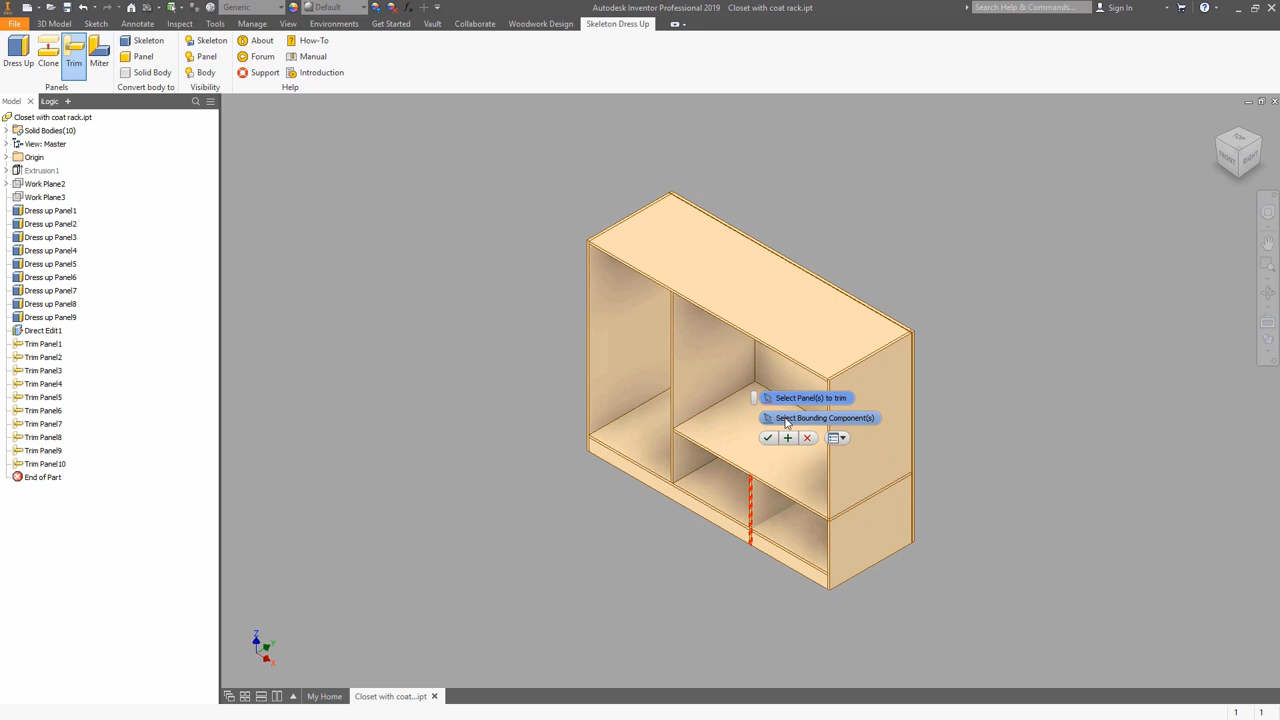 Generic
Default
Autodesk Inventor Professional 2019 Closet with coat rack.ipt
Search Help & Commands...
Sign In
File 3D Model Sketch Annotate Inspect Tools Manage View Environments Get Started Vault Collaborate Woodwork Design Skeleton Dress Up
Dress Up Clone Trim Miter
Skeleton
Panel
Solid Body
Skeleton
Panel
Body
About
Forum
Support
How-To
Manual
Introduction
Panels Convert body to Visibility Help
Model iLogic
Closet with coat rack.ipt
Solid Bodies(10)
View: Master
Origin
Extrusion1
Work Plane2
Work Plane3
Dress up Panel1
Dress up Panel2
Dress up Panel3
Dress up Panel4
Dress up Panel5
Dress up Panel6
Dress up Panel7
Dress up Panel8
Dress up Panel9
Direct Edit1
Trim Panel1
Trim Panel2
Trim Panel3
Trim Panel4
Trim Panel5
Trim Panel6
Trim Panel7
Trim Panel8
Trim Panel9
Trim Panel10
End of Part
TOP
FRONT RIGHT
Select Panel(s) to trim
Select Bounding Component(s)
Z
Y
X
My Home Closet with coat...ipt
1 1